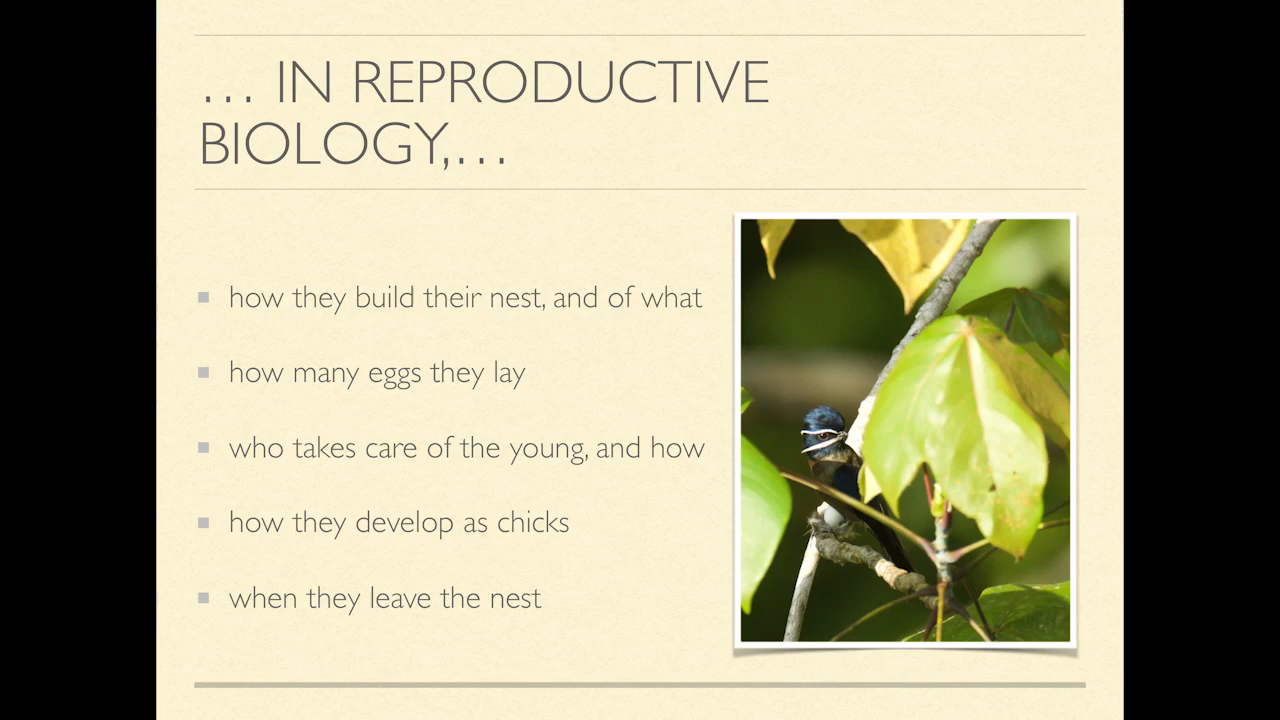 ... IN REPRODUCTIVE
BIOLOGY,...
how they build their nest, and of what
how many eggs they lay
who takes care of the young, and how
how they develop as chicks
when they leave the nest